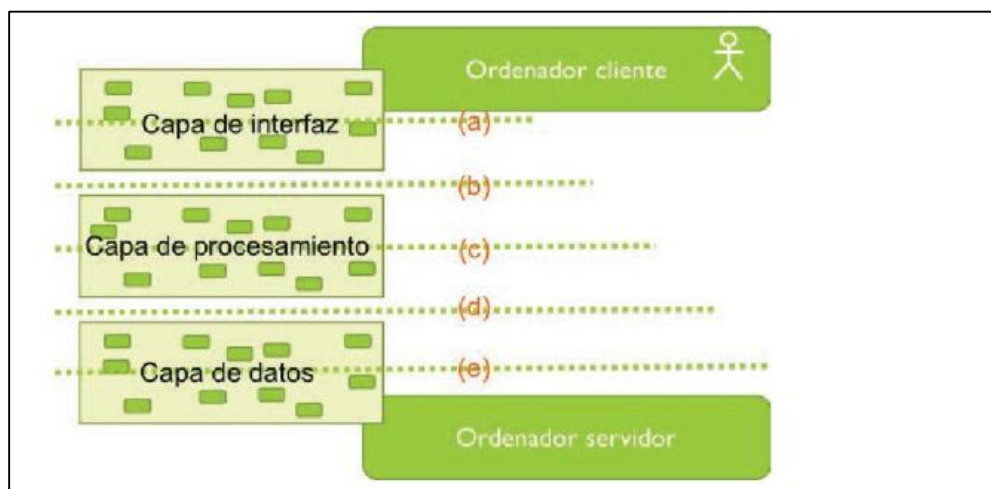 Ordenador cliente
Capa de interfaz
(a)
(b)
Capa de procesamiento
(c)
(d)
Capa de datos
(e)
Ordenador servidor